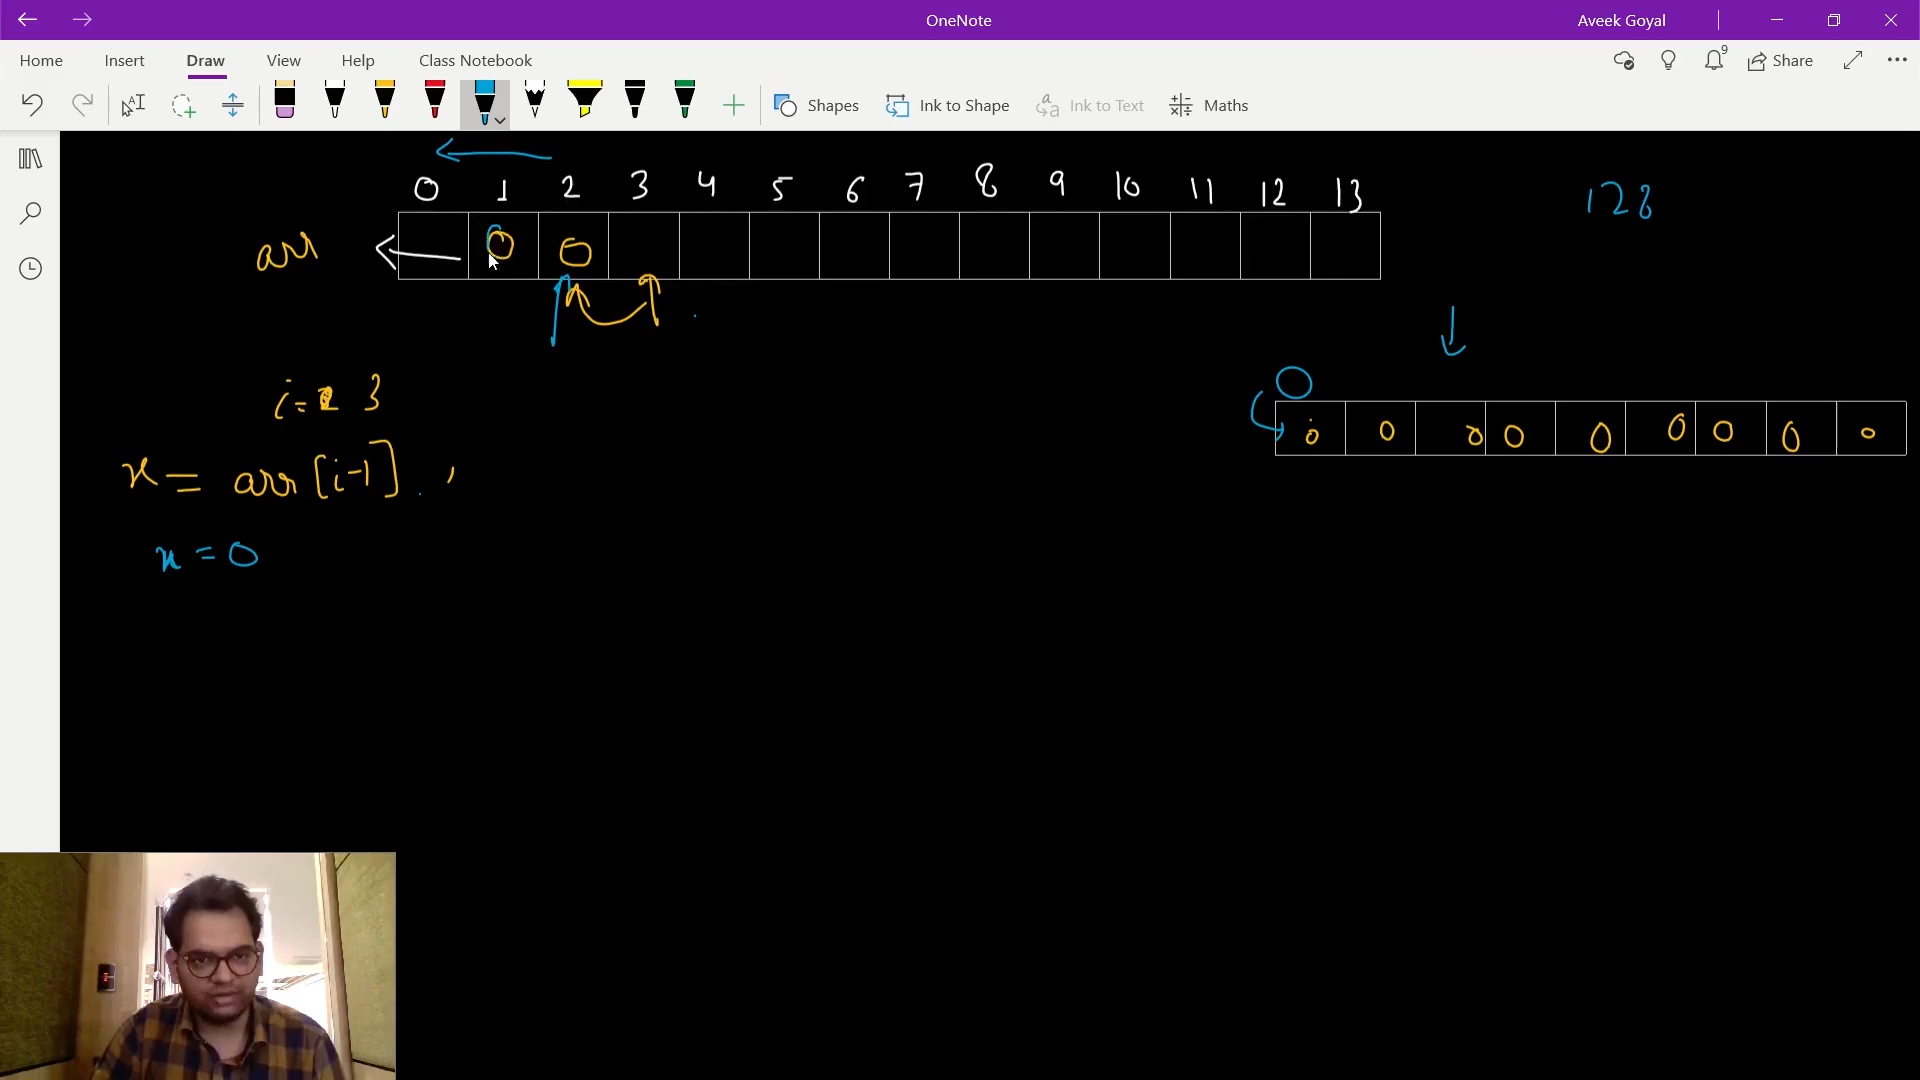 OneNote
Aveek Goyal
Home Insert Draw View Help Class Notebook
9
Share
Shapes Ink to Shape Ink to Text Maths
0 1 2 3 4 5 6 7 8 9 10 11 12 13
128
arr 0 0
0
0 0 0 0 0 0 0 0 0
i = 3
x = arr [i-1]
x = 0